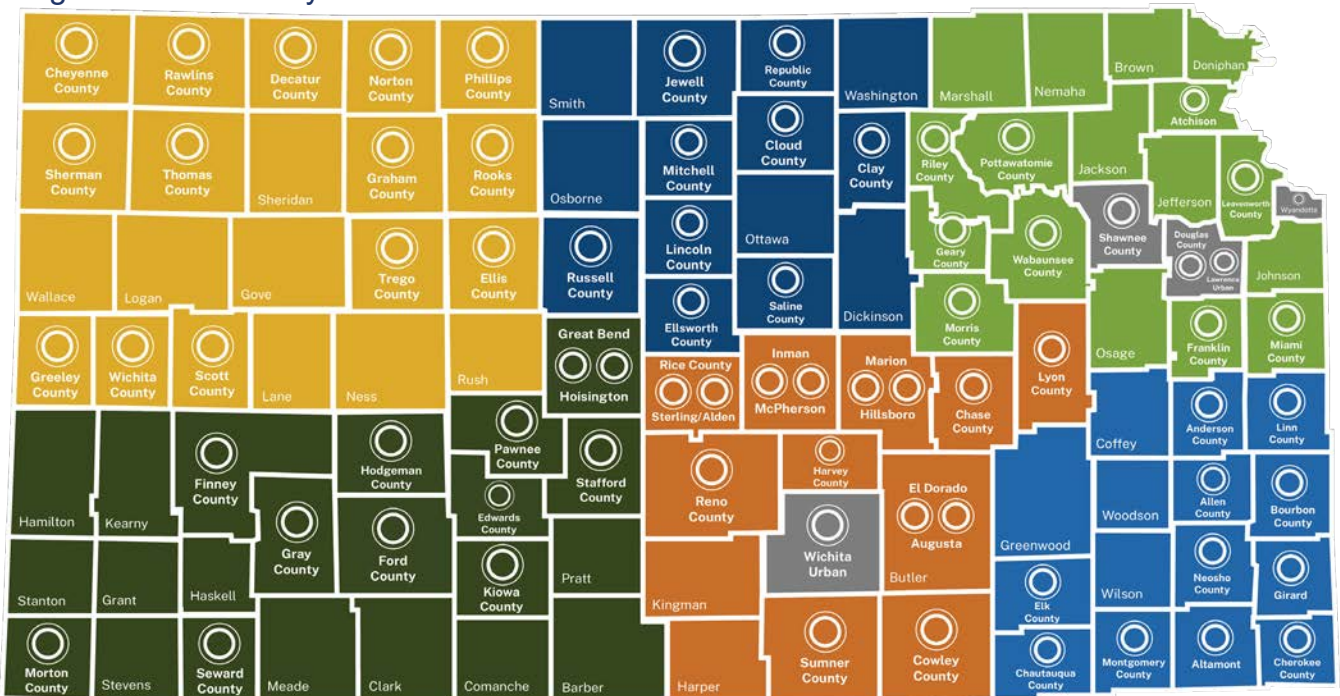 Cheyenne
County
Rawlins
County
Decatur
County
Norton
County
Phillips
County
Smith
Jewell
County
Republic
County
Washington
Marshall
Nemaha
Brown
Doniphan
Sherman
County
Thomas
County
Sheridan
Graham
County
Rooks
County
Osborne
Mitchell
County
Cloud
County
Clay
County
Riley
County
Pottawatomie
County
Jackson
Atchison
Jefferson
Leavenworth
County
Wyandotte
Wallace
Logan
Gove
Trego
County
Ellis
County
Russell
County
Lincoln
County
Ottawa
Saline
County
Dickinson
Geary
County
Wabaunsee
County
Shawnee
County
Douglas
County
Lawrence
Urban
Johnson
Greeley
County
Wichita
County
Scott
County
Lane
Ness
Rush
Great Bend
Hoisington
Ellsworth
County
Rice County
Sterling/Alden
Inman
McPherson
Marion
Hillsboro
Morris
County
Chase
County
Lyon
County
Osage
Franklin
County
Miami
County
Hamilton
Kearny
Finney
County
Hodgeman
County
Pawnee
County
Edwards
County
Stafford
County
Reno
County
Harvey
County
Wichita
Urban
El Dorado
Augusta
Butler
Greenwood
Coffey
Anderson
County
Linn
County
Woodson
Allen
County
Bourbon
County
Stanton
Grant
Haskell
Gray
County
Ford
County
Kiowa
County
Pratt
Kingman
Elk
County
Wilson
Neosho
County
Girard
Morton
County
Stevens
Seward
County
Meade
Clark
Comanche
Barber
Harper
Sumner
County
Cowley
County
Chautauqua
County
Montgomery
County
Altamont
Cherokee
County